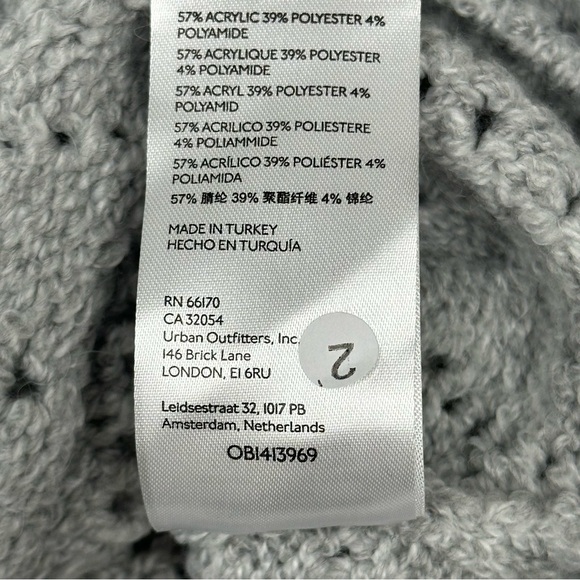 57% ACRYLIC 39% POLYESTER 4%
POLYAMIDE
57% ACRYLIQUE 39% POLYESTER
4% POLYAMIDE
57% ACRYL 39% POLYESTER 4%
POLYAMID
57% ACRILICO 39% POLIESTERE
4% POLIAMMIDE
57% ACRÍLICO 39% POLIÉSTER 4%
POLIAMIDA
57% 腈纶 39% 聚酯纤维 4% 锦纶
MADE IN TURKEY
HECHO EN TURQUÍA
RN 66170
CA 32054
Urban Outfitters, Inc.
146 Brick Lane
LONDON, E1 6RU
2
Leidsestraat 32, 1017 PB
Amsterdam, Netherlands
OB1413969